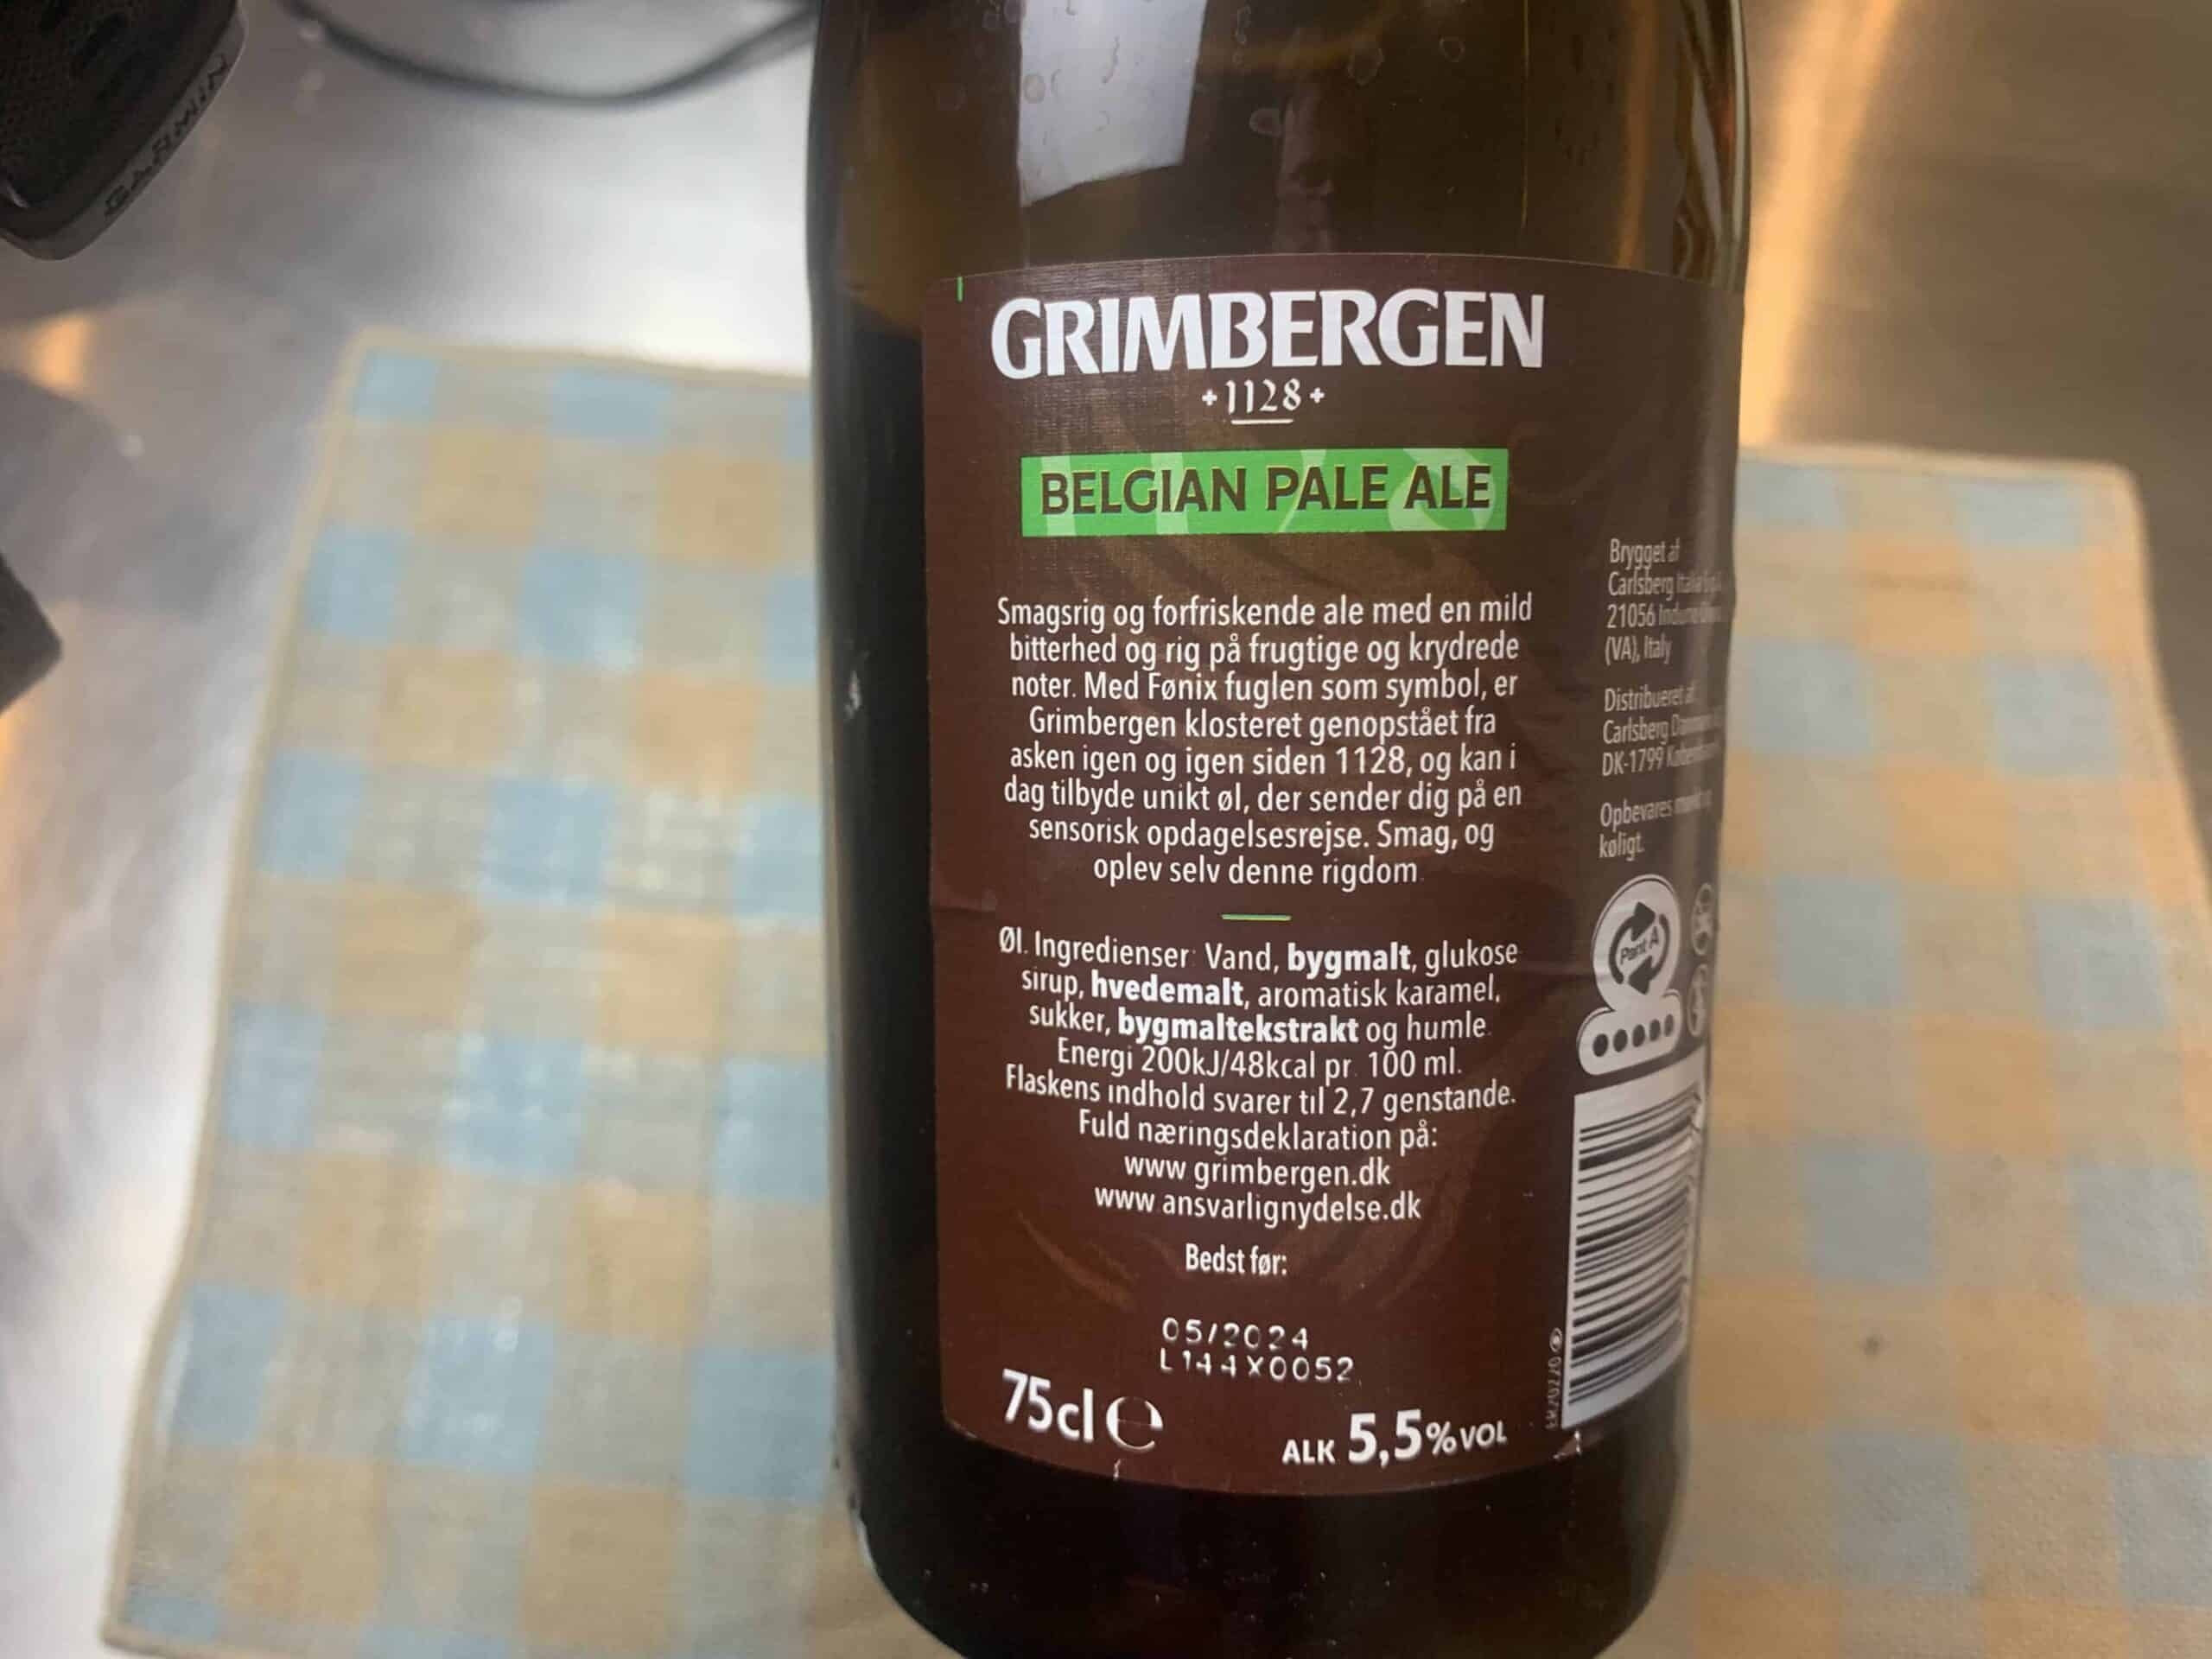 GARMIN
GRIMBERGEN
+1128+
BELGIAN PALE ALE
Smagsrig og forfriskende ale med en mild
bitterhed og rig på frugtige og krydrede
noter. Med Fønix fuglen som symbol, er
Grimbergen klosteret genopstået fra
asken igen og igen siden 1128, og kan i
dag tilbyde unikt øl, der sender dig på en
sensorisk opdagelsesrejse. Smag, og
oplev selv denne rigdom.
Øl. Ingredienser: Vand, bygmalt, glukose
sirup, hvedemalt, aromatisk karamel,
sukker, bygmaltekstrakt og humle.
Energi 200kJ/48kcal pr. 100 ml.
Flaskens indhold svarer til 2,7 genstande.
Fuld næringsdeklaration på:
www.grimbergen.dk
www.ansvarlignydelse.dk
Bedst før:
05/2024
L144X0052
75cl e
ALK 5,5%VOL
Brygget af
Carlsberg
21056
(VA), Italy
Distribueret af
Carlsberg
DK-1799
Opbevares
køligt.
Pant A